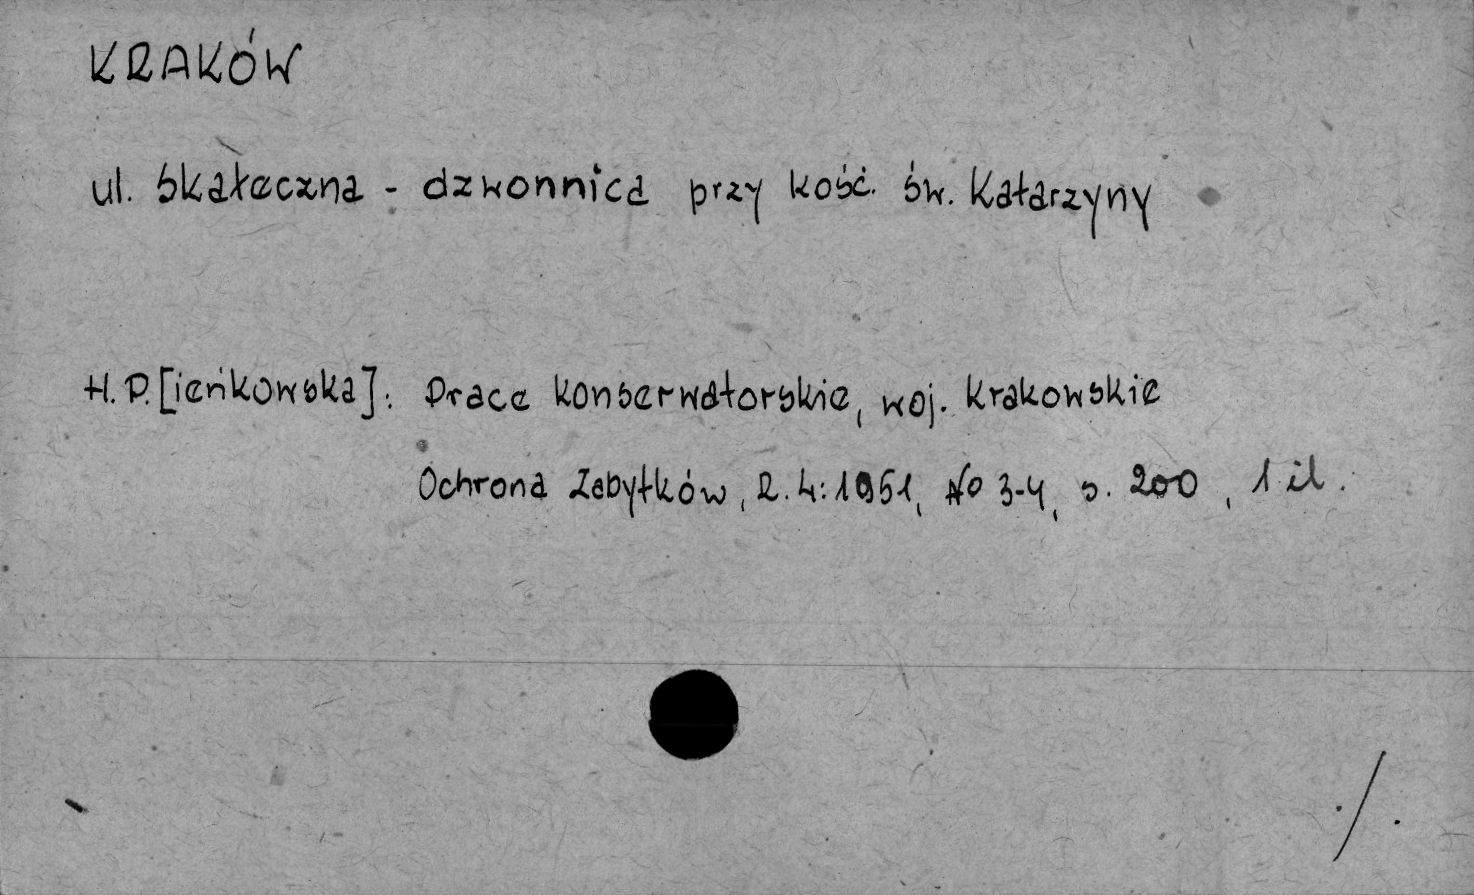 KRAKÓW
ul. Skałeczna - dzwonnica przy kość. św. Katarzyny
H. P.[ieńkowska]: Prace konserwatorskie, woj. krakowskie
Ochrona Zabytków, R. 4: 1951, No 3-4, s. 200, 1 il.
./.